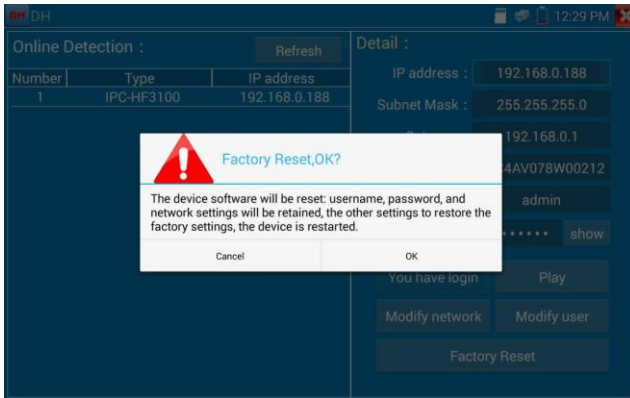 DH DH
12:29 PM
Online Detection :
Refresh
Number Type IP address
1 IPC-HF3100 192.168.0.188
Detail :
IP address : 192.168.0.188
Subnet Mask : 255.255.255.0
192.168.0.1
4AV078W00212
admin
show
You have login Play
Modify network Modify user
Factory Reset
Factory Reset,OK?
The device software will be reset: username, password, and
network settings will be retained, the other settings to restore the
factory settings, the device is restarted.
Cancel OK